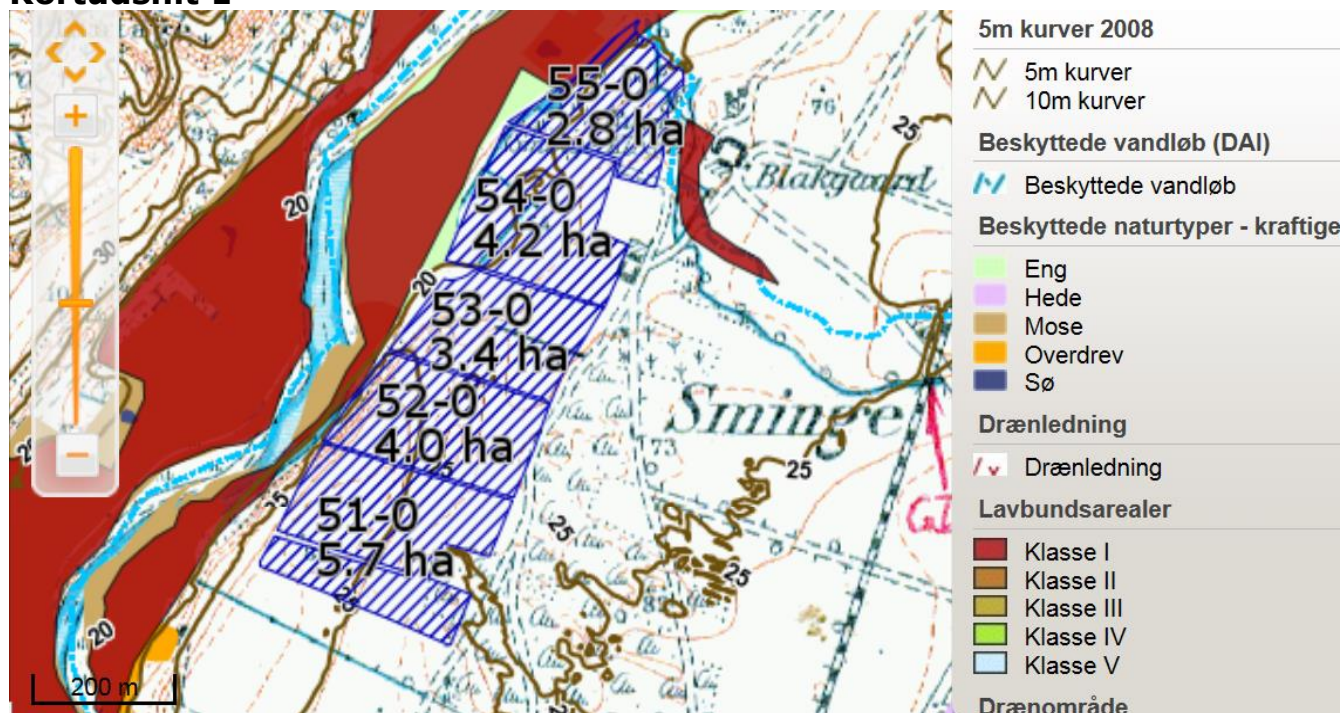 Kortudsnit 2
55-0
2.8 ha
76
25
Blakgaard
54-0
4.2 ha
20
30
20
53-0
3.4 ha
52-0
4.0 ha
Sminge
73
25
51-0
5.7 ha
25
25
25
25
20
200 m
5m kurver 2008
5m kurver
10m kurver
Beskyttede vandløb (DAI)
Beskyttede vandløb
Beskyttede naturtyper - kraftige
Eng
Hede
Mose
Overdrev
Sø
Drænledning
Drænledning
Lavbundsarealer
Klasse I
Klasse II
Klasse III
Klasse IV
Klasse V
Drænområde